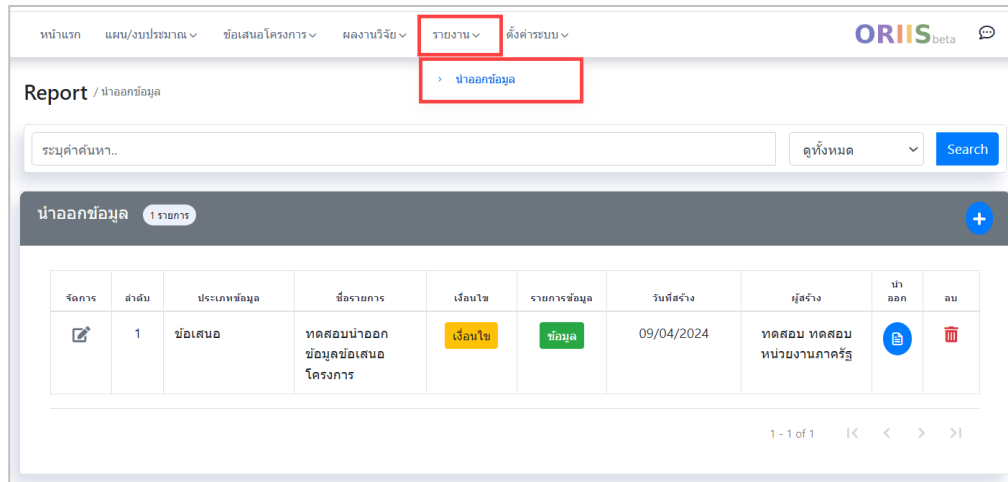 หน้าแรก แผน/งบประมาณ ข้อเสนอโครงการ ผลงานวิจัย รายงาน ตั้งค่าระบบ ORIIS beta
› นำออกข้อมูล
Report / นำออกข้อมูล
ระบุคำค้นหา.. ดูทั้งหมด Search
นำออกข้อมูล 1 รายการ +
จัดการ ลำดับ ประเภทข้อมูล ชื่อรายการ เงื่อนไข รายการข้อมูล วันที่สร้าง ผู้สร้าง นำออก ลบ
1 ข้อเสนอ ทดสอบนำออก เงื่อนไข ข้อมูล 09/04/2024 ทดสอบ ทดสอบ
ข้อมูลข้อเสนอ หน่วยงานภาครัฐ
โครงการ
1 - 1 of 1 |< < > >|